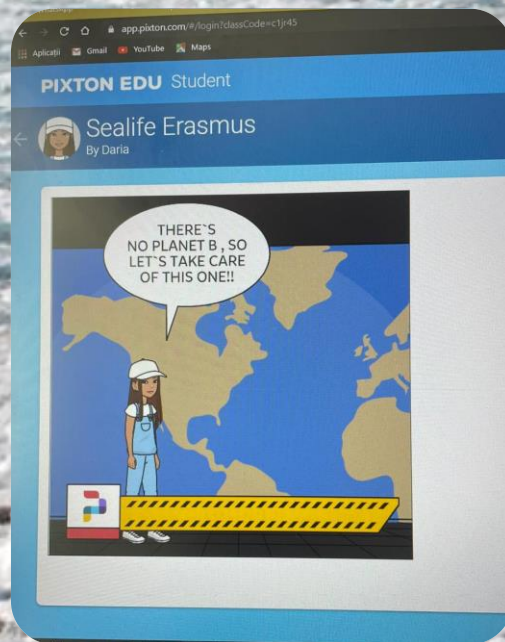 app.pixton.com/#/login?classCode=c1jr45
Aplicații Gmail YouTube Maps
PIXTON EDU Student
Sealife Erasmus
By Daria
THERE`S
NO PLANET B , SO
LET`S TAKE CARE
OF THIS ONE!!